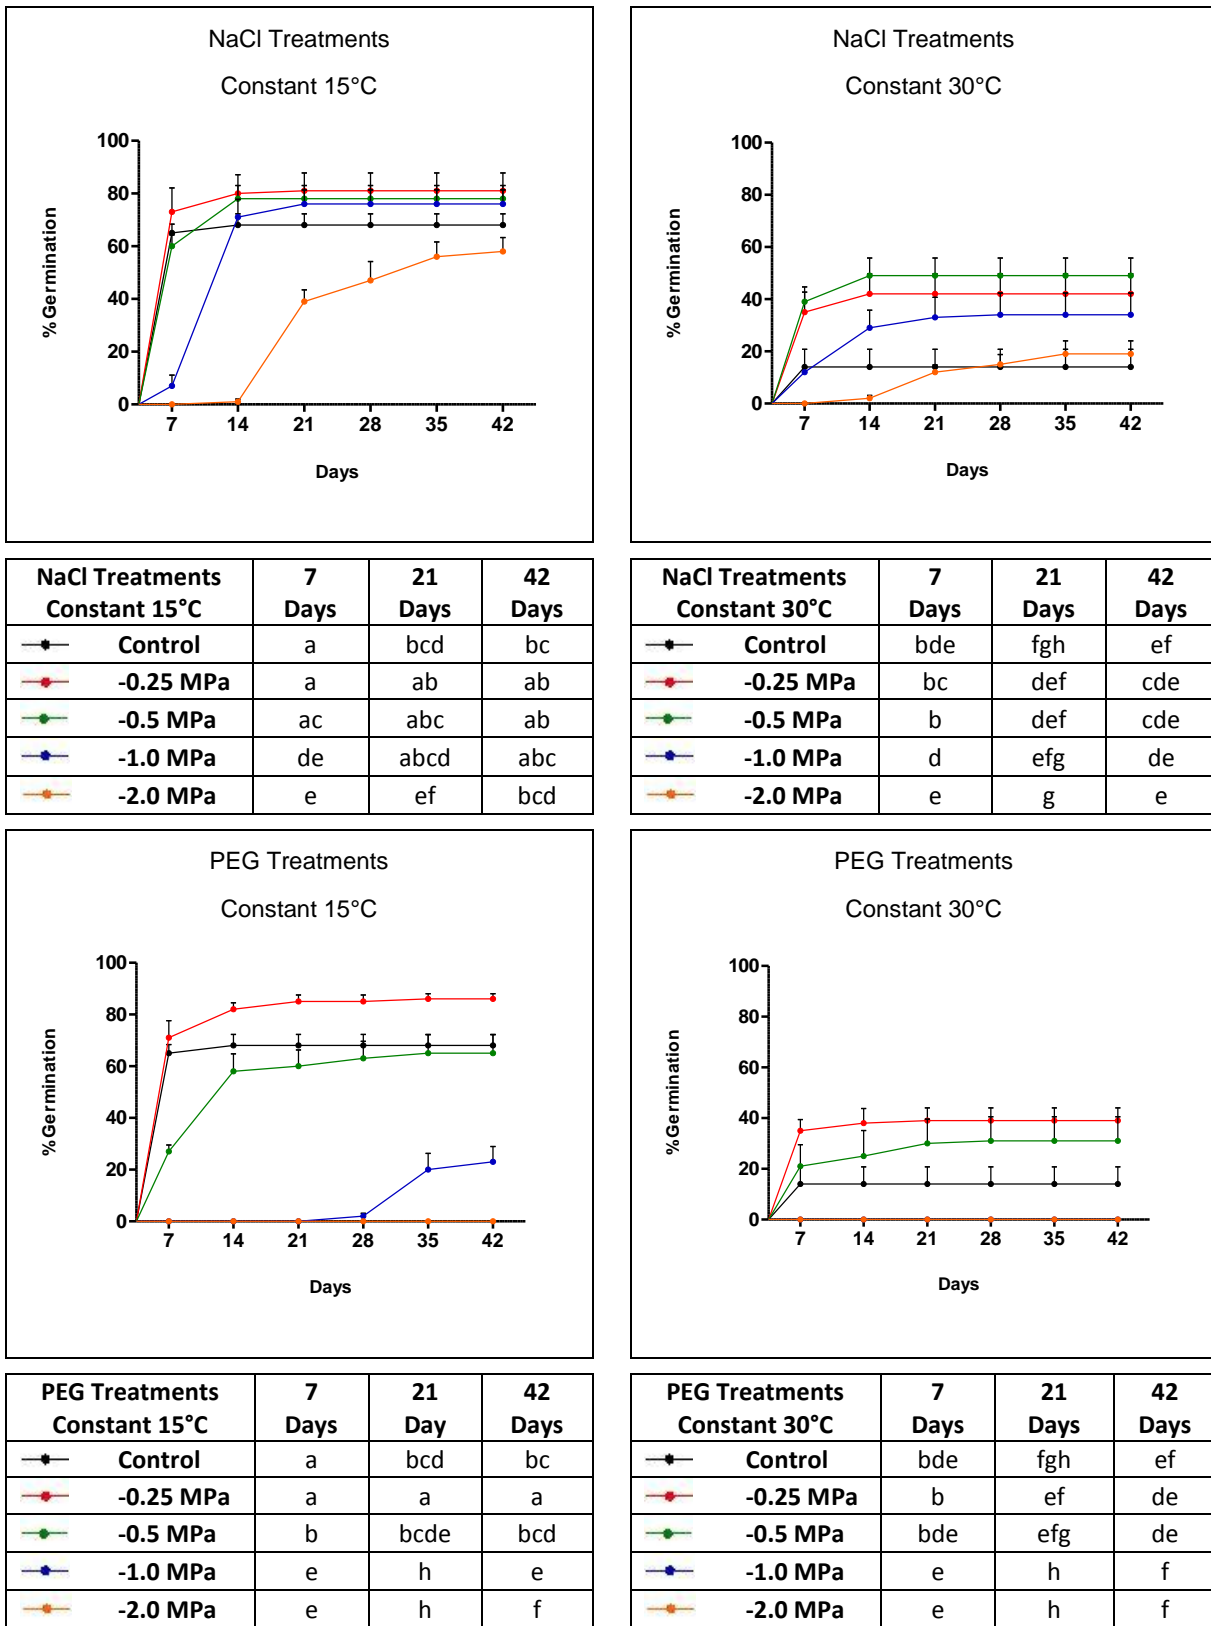 NaCl Treatments
Constant 15°C
100
80
60
40
20
0
%Germination
7 14 21 28 35 42
Days
NaCl Treatments
Constant 30°C
100
80
60
40
20
0
%Germination
7 14 21 28 35 42
Days
NaCl Treatments 7 21 42
Constant 15°C Days Days Days
Control a bcd bc
-0.25 MPa a ab ab
-0.5 MPa ac abc ab
-1.0 MPa de abcd abc
-2.0 MPa e ef bcd
NaCl Treatments 7 21 42
Constant 30°C Days Days Days
Control bde fgh ef
-0.25 MPa bc def cde
-0.5 MPa b def cde
-1.0 MPa d efg de
-2.0 MPa e g e
PEG Treatments
Constant 15°C
100
80
60
40
20
0
%Germination
7 14 21 28 35 42
Days
PEG Treatments
Constant 30°C
100
80
60
40
20
0
%Germination
7 14 21 28 35 42
Days
PEG Treatments 7 21 42
Constant 15°C Days Day Days
Control a bcd bc
-0.25 MPa a a a
-0.5 MPa b bcde bcd
-1.0 MPa e h e
-2.0 MPa e h f
PEG Treatments 7 21 42
Constant 30°C Days Days Days
Control bde fgh ef
-0.25 MPa b ef de
-0.5 MPa bde efg de
-1.0 MPa e h f
-2.0 MPa e h f